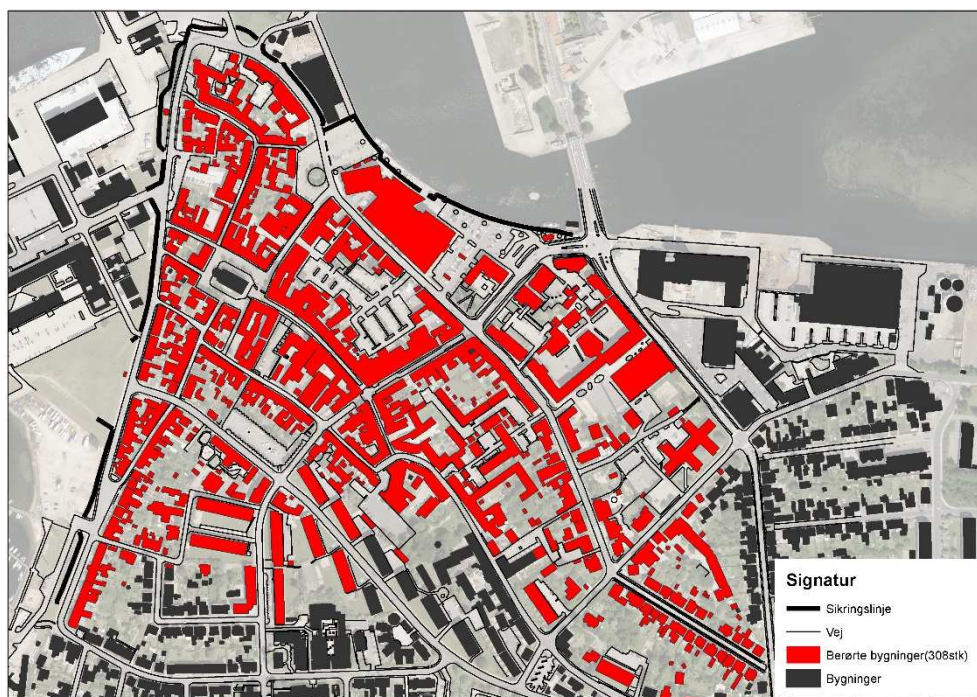 Signatur
Sikringslinje
Vej
Berørte bygninger(308stk)
Bygninger